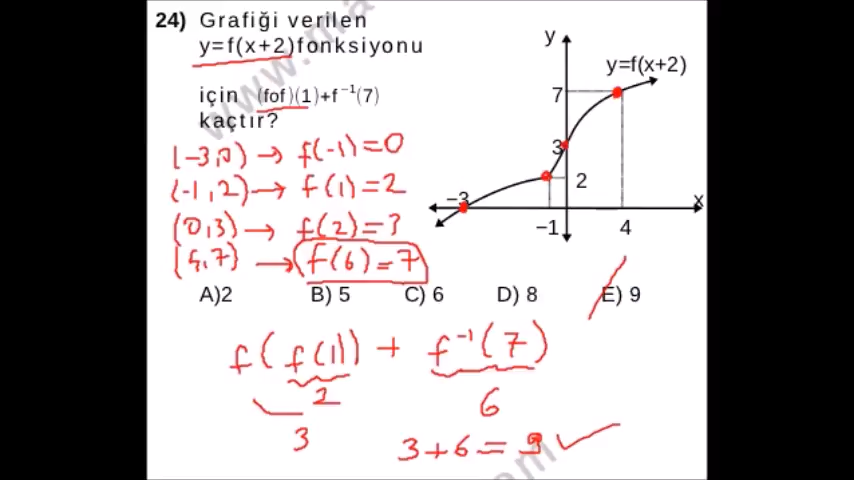 24) Grafiği verilen
y=f(x+2)fonksiyonu
için (fof)(1)+f⁻¹(7)
kaçtır?
y
y=f(x+2)
7
3
2
−3
x
−1
4
(-3,0) → f(-1)=0
(-1,2) → f(1)=2
(0,3) → f(2)=3
(4,7) → f(6)=7
A)2 B) 5 C) 6 D) 8 E) 9
f(f(1)) + f⁻¹(7)
2
6
3
3+6=9